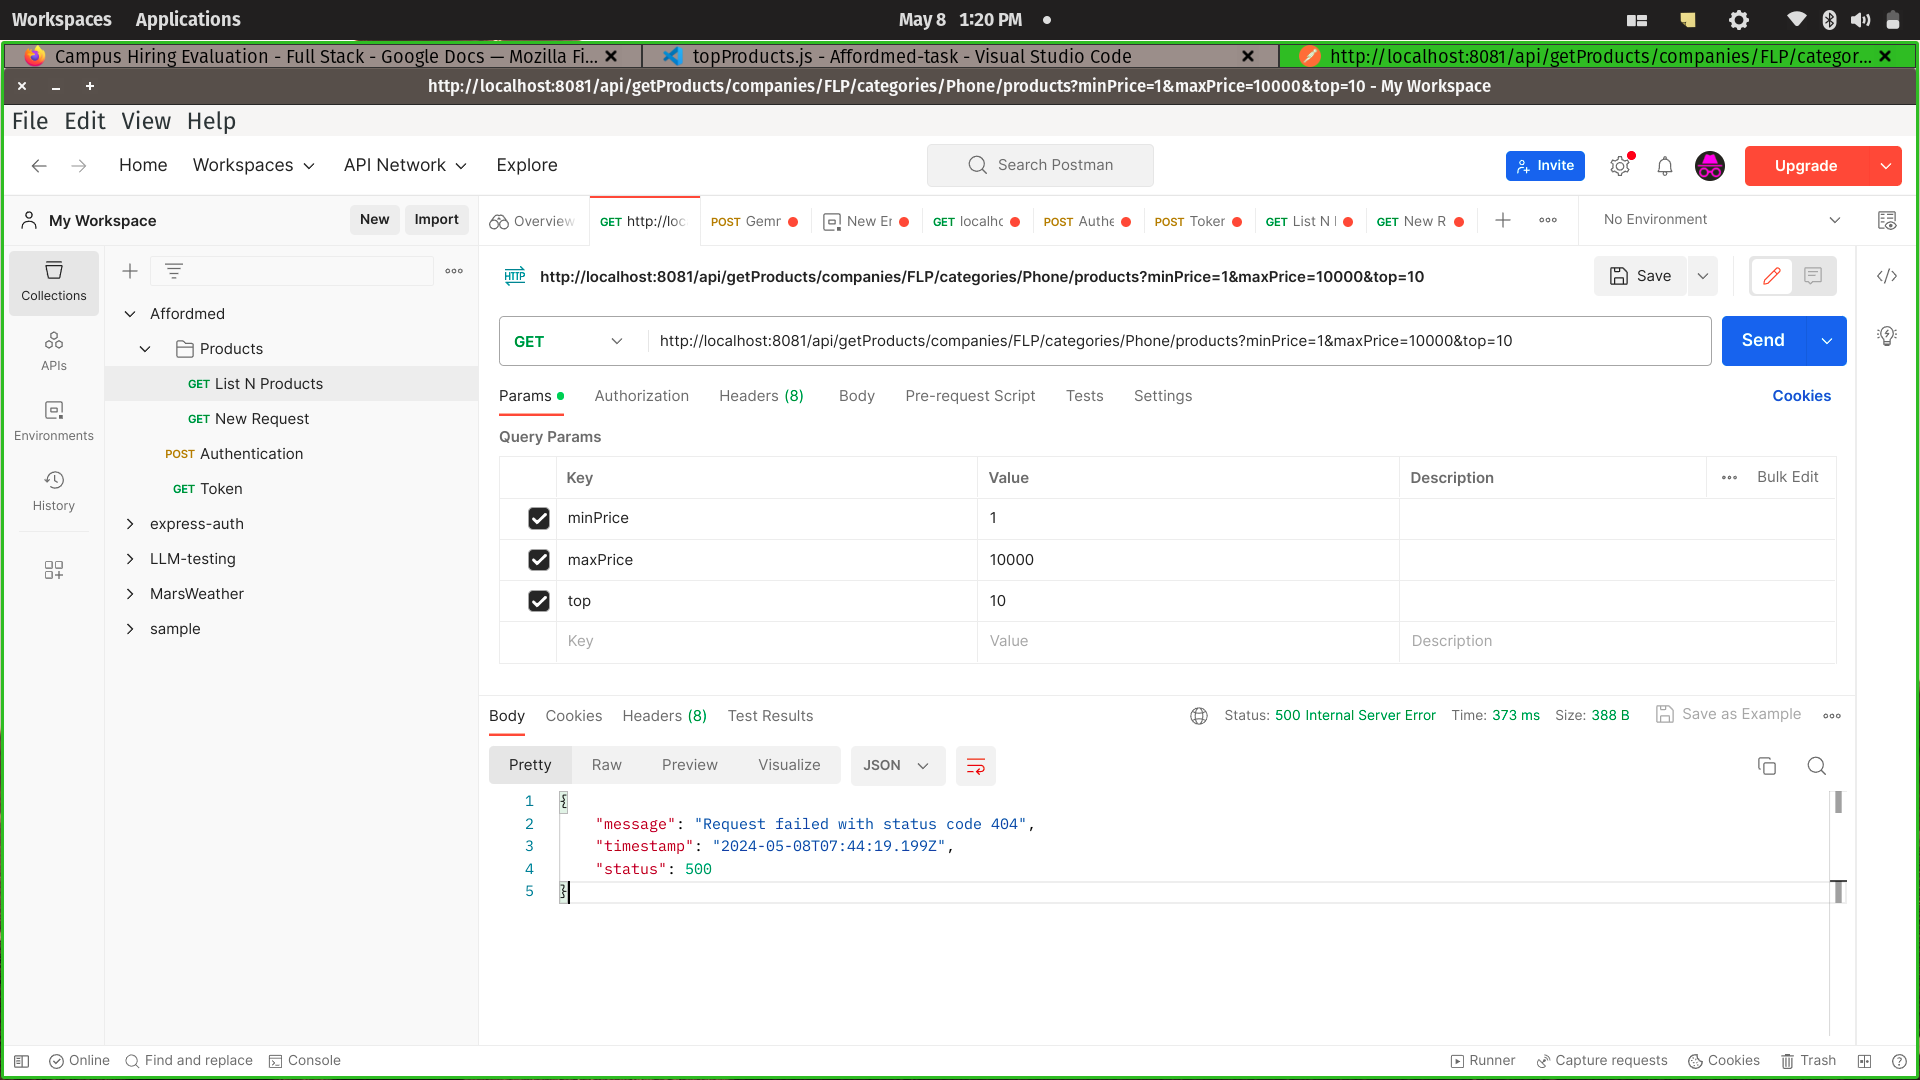 Workspaces Applications May 8 1:20 PM
Campus Hiring Evaluation - Full Stack - Google Docs — Mozilla Fi... topProducts.js - Affordmed-task - Visual Studio Code http://localhost:8081/api/getProducts/companies/FLP/categor...
http://localhost:8081/api/getProducts/companies/FLP/categories/Phone/products?minPrice=1&maxPrice=10000&top=10 - My Workspace
File Edit View Help
Home Workspaces API Network Explore Search Postman Invite Upgrade
My Workspace New Import Overview GET http://loc POST Gemr New Er GET localhc POST Authe POST Toker GET List N GET New R No Environment
HTTP http://localhost:8081/api/getProducts/companies/FLP/categories/Phone/products?minPrice=1&maxPrice=10000&top=10 Save
Collections
APIs
Environments
History
Affordmed
Products
GET List N Products
GET New Request
POST Authentication
GET Token
express-auth
LLM-testing
MarsWeather
sample
GET http://localhost:8081/api/getProducts/companies/FLP/categories/Phone/products?minPrice=1&maxPrice=10000&top=10 Send
Params Authorization Headers (8) Body Pre-request Script Tests Settings Cookies
Query Params
Key Value Description Bulk Edit
minPrice 1
maxPrice 10000
top 10
Key Value Description
Body Cookies Headers (8) Test Results Status: 500 Internal Server Error Time: 373 ms Size: 388 B Save as Example
Pretty Raw Preview Visualize JSON
1 {
2 "message": "Request failed with status code 404",
3 "timestamp": "2024-05-08T07:44:19.199Z",
4 "status": 500
5 }
Online Find and replace Console Runner Capture requests Cookies Trash